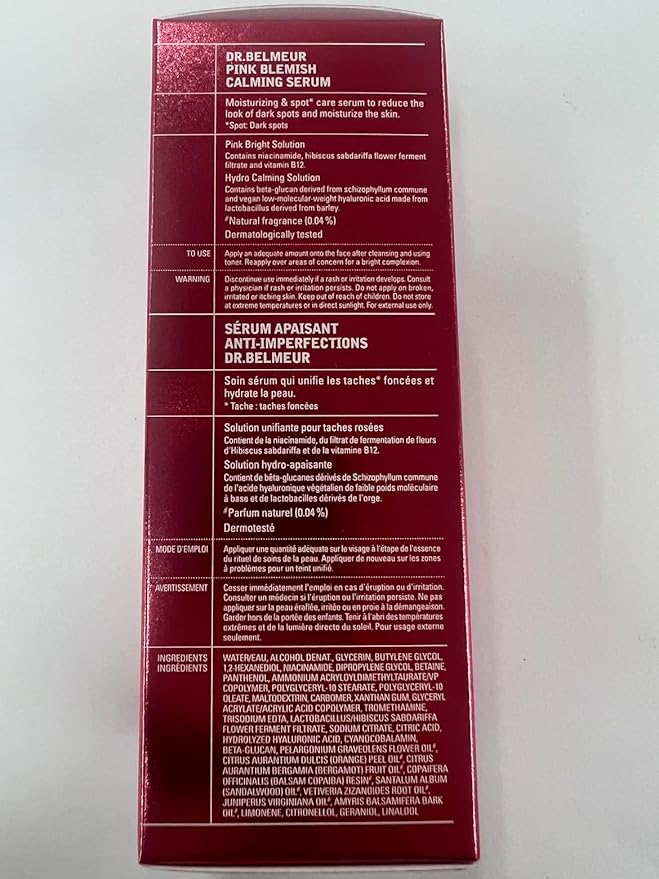 DR.BELMEUR
PINK BLEMISH
CALMING SERUM
Moisturizing & spot* care serum to reduce the
look of dark spots and moisturize the skin.
*Spot: Dark spots
Pink Bright Solution
Contains niacinamide, hibiscus sabdariffa flower ferment
filtrate and vitamin B12.
Hydro Calming Solution
Contains beta-glucan derived from schizophyllum commune
and vegan low-molecular-weight hyaluronic acid made from
lactobacillus derived from barley.
#Natural fragrance (0.04%)
Dermatologically tested
TO USE
Apply an adequate amount onto the face after cleansing and using
toner. Reapply over areas of concern for a bright complexion.
WARNING
Discontinue use immediately if a rash or irritation develops. Consult
a physician if rash or irritation persists. Do not apply on broken,
irritated or itching skin. Keep out of reach of children. Do not store
at extreme temperatures or in direct sunlight. For external use only.
SÉRUM APAISANT
ANTI-IMPERFECTIONS
DR.BELMEUR
Soin sérum qui unifie les taches* foncées et
hydrate la peau.
* Tache : taches foncées
Solution unifiante pour taches rosées
Contient de la niacinamide, du filtrat de fermentation de fleurs
d'Hibiscus sabdariffa et de la vitamine B12.
Solution hydro-apaisante
Contient de bêta-glucanes dérivés de Schizophyllum commune
de l'acide hyaluronique végétalien de faible poids moléculaire
à base et de lactobacilles dérivés de l'orge.
#Parfum naturel (0.04%)
Dermotesté
MODE D'EMPLOI
Appliquer une quantité adéquate sur le visage à l'étape de l'essence
du rituel de soins de la peau. Appliquer de nouveau sur les zones
à problèmes pour un teint unifié.
AVERTISSEMENT
Cesser immédiatement l'emploi en cas d'éruption ou d'irritation.
Consulter un médecin si l'éruption ou l'irritation persiste. Ne pas
appliquer sur la peau éraflée, irritée ou en proie à la démangeaison.
Garder hors de la portée des enfants. Tenir à l'abri des températures
extrêmes et de la lumière directe du soleil. Pour usage externe
seulement.
INGREDIENTS
INGRÉDIENTS
WATER/EAU, ALCOHOL DENAT., GLYCERIN, BUTYLENE GLYCOL,
1,2-HEXANEDIOL, NIACINAMIDE, DIPROPYLENE GLYCOL, BETAINE,
PANTHENOL, AMMONIUM ACRYLOYLDIMETHYLTAURATE/VP
COPOLYMER, POLYGLYCERYL-10 STEARATE, POLYGLYCERYL-10
OLEATE, MALTODEXTRIN, CARBOMER, XANTHAN GUM, GLYCERYL
ACRYLATE/ACRYLIC ACID COPOLYMER, TROMETHAMINE,
TRISODIUM EDTA, LACTOBACILLUS/HIBISCUS SABDARIFFA
FLOWER FERMENT FILTRATE, SODIUM CITRATE, CITRIC ACID,
HYDROLYZED HYALURONIC ACID, CYANOCOBALAMIN,
BETA-GLUCAN, PELARGONIUM GRAVEOLENS FLOWER OIL#,
CITRUS AURANTIUM DULCIS (ORANGE) PEEL OIL#, CITRUS
AURANTIUM BERGAMIA (BERGAMOT) FRUIT OIL#, COPAIFERA
OFFICINALIS (BALSAM COPAIBA) RESIN#, SANTALUM ALBUM
(SANDALWOOD) OIL#, VETIVERIA ZIZANOIDES ROOT OIL#,
JUNIPERUS VIRGINIANA OIL#, AMYRIS BALSAMIFERA BARK
OIL#, LIMONENE, CITRONELLOL, GERANIOL, LINALOOL